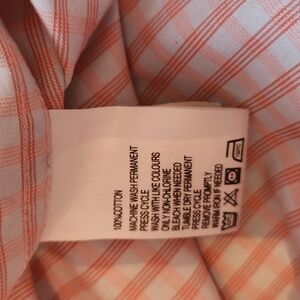 100%COTTON
MACHINE WASH PERMANENT
PRESS CYCLE
WASH WITH LIKE COLOURS
ONLY NON-CHLORINE
BLEACH WHEN NEEDED
TUMBLE DRY PERMANENT
PRESS CYCLE
REMOVE PROMPTLY
WARM IRON IF NEEDED